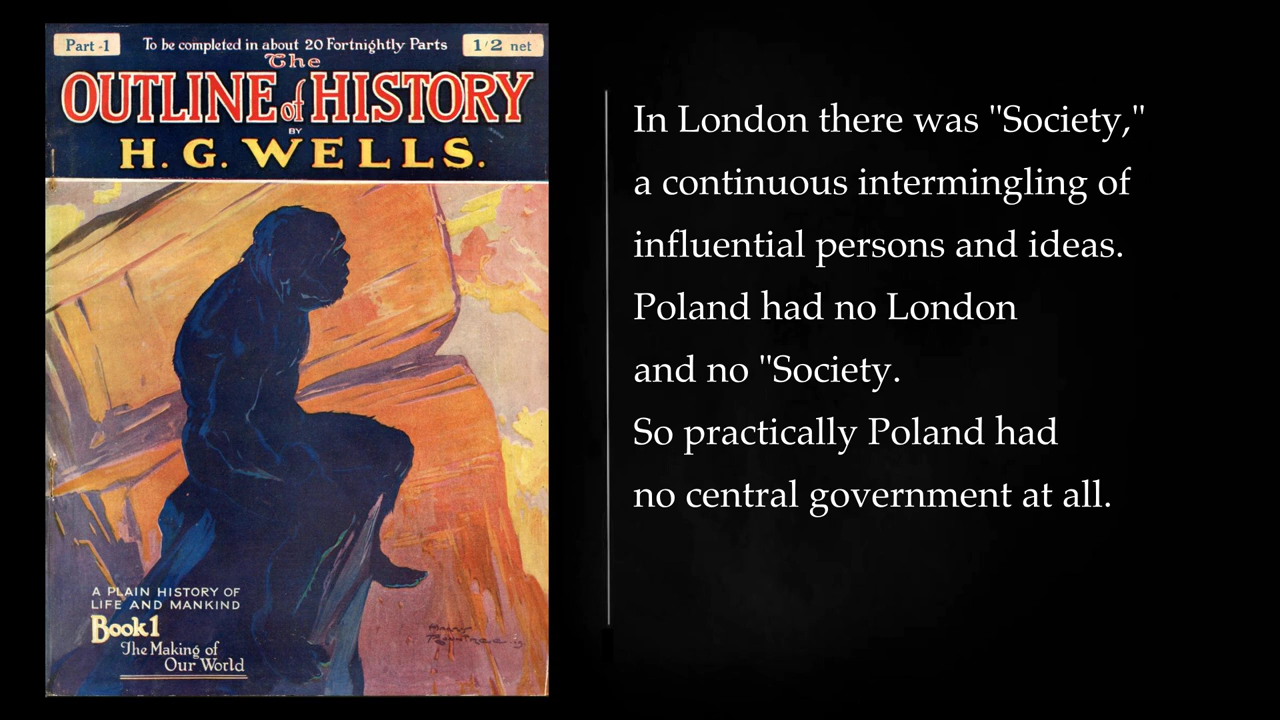 Part -1
To be completed in about 20 Fortnightly Parts
1/2 net
The
OUTLINE of HISTORY
BY
H. G. WELLS.
A PLAIN HISTORY OF
LIFE AND MANKIND
Book 1
The Making of
Our World
In London there was "Society,"
a continuous intermingling of
influential persons and ideas.
Poland had no London
and no "Society.
So practically Poland had
no central government at all.